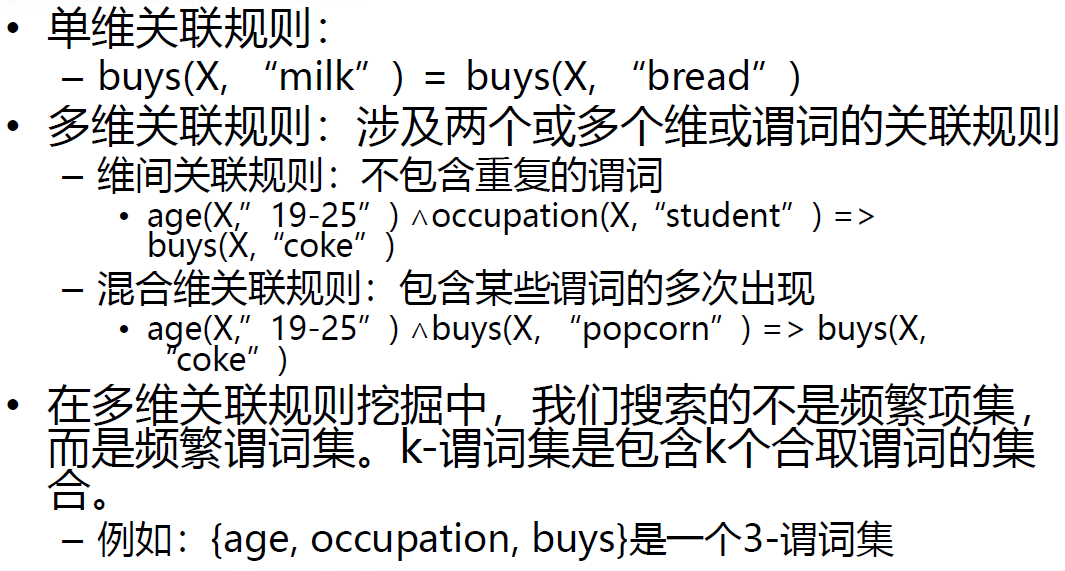 • 单维关联规则：
– buys(X, “milk”) = buys(X, “bread”)
• 多维关联规则：涉及两个或多个维或谓词的关联规则
– 维间关联规则：不包含重复的谓词
• age(X,”19-25”) ∧occupation(X,“student”) =>
buys(X,“coke”)
– 混合维关联规则：包含某些谓词的多次出现
• age(X,”19-25”) ∧buys(X, “popcorn”) => buys(X,
“coke”)
• 在多维关联规则挖掘中，我们搜索的不是频繁项集，
而是频繁谓词集。k-谓词集是包含k个合取谓词的集
合。
– 例如：{age, occupation, buys}是一个3-谓词集